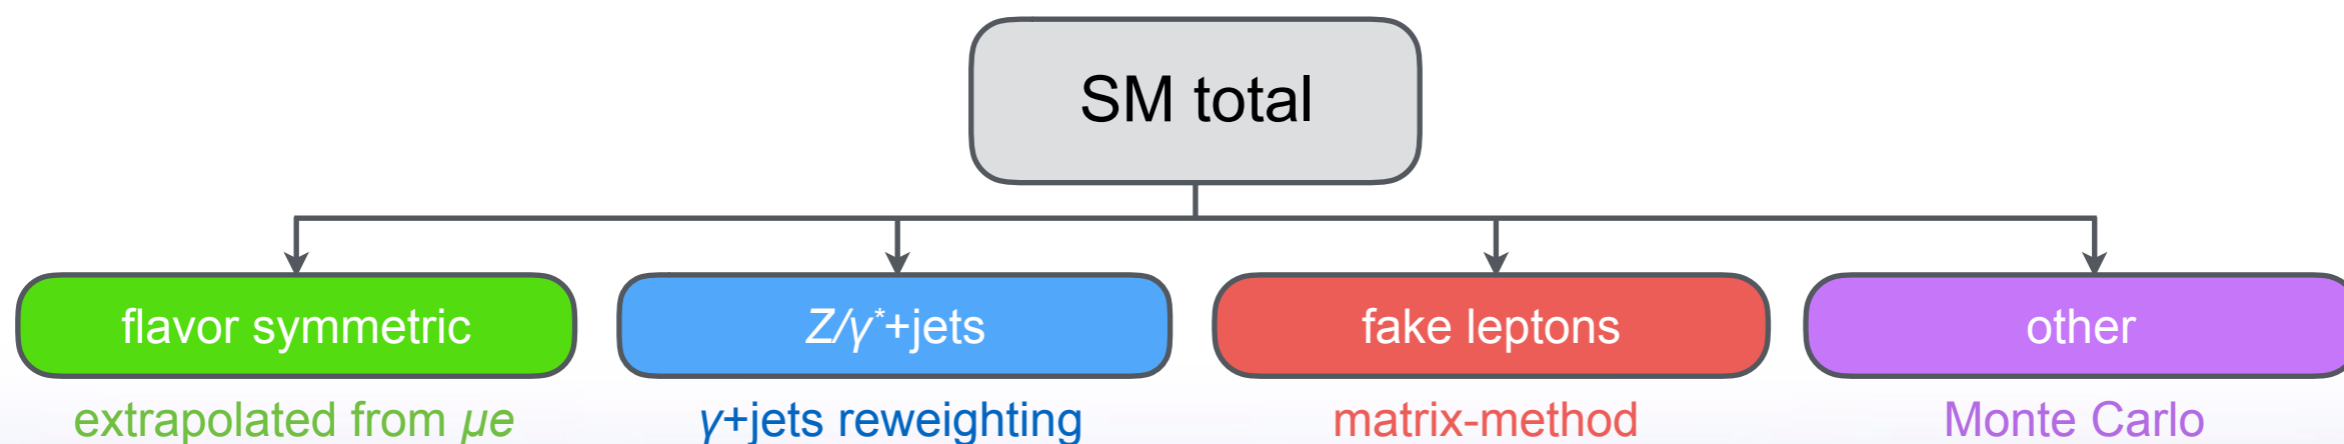 SM total
flavor symmetric
Z/γ*+jets
fake leptons
other
extrapolated from μe
γ+jets reweighting
matrix-method
Monte Carlo